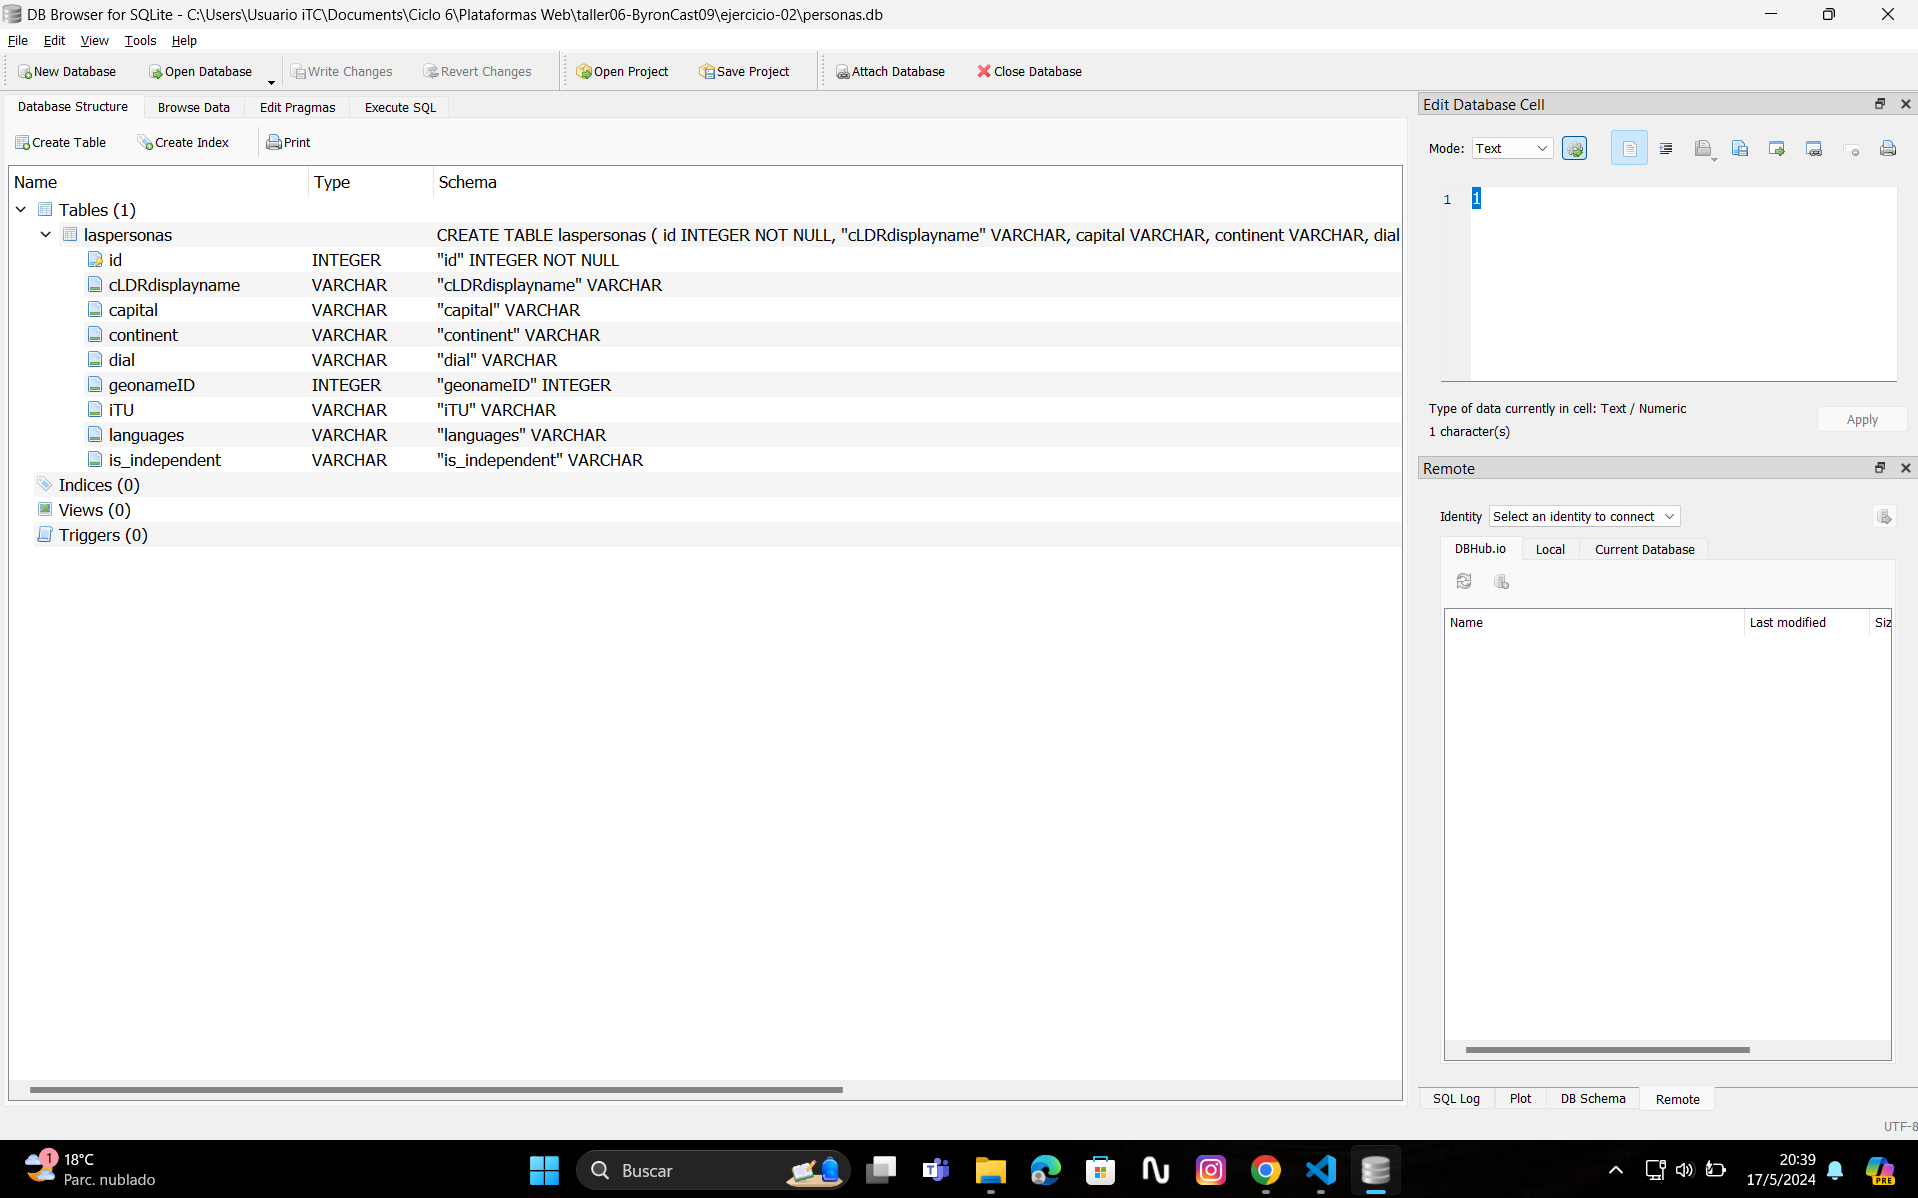 DB Browser for SQLite - C:\Users\Usuario iTC\Documents\Ciclo 6\Plataformas Web\taller06-ByronCast09\ejercicio-02\personas.db
File Edit View Tools Help
New Database Open Database Write Changes Revert Changes Open Project Save Project Attach Database Close Database
Database Structure Browse Data Edit Pragmas Execute SQL
Create Table Create Index Print
Name Type Schema
Tables (1)
laspersonas CREATE TABLE laspersonas ( id INTEGER NOT NULL, "cLDRdisplayname" VARCHAR, capital VARCHAR, continent VARCHAR, dial
id INTEGER "id" INTEGER NOT NULL
cLDRdisplayname VARCHAR "cLDRdisplayname" VARCHAR
capital VARCHAR "capital" VARCHAR
continent VARCHAR "continent" VARCHAR
dial VARCHAR "dial" VARCHAR
geonameID INTEGER "geonameID" INTEGER
iTU VARCHAR "iTU" VARCHAR
languages VARCHAR "languages" VARCHAR
is_independent VARCHAR "is_independent" VARCHAR
Indices (0)
Views (0)
Triggers (0)
Edit Database Cell
Mode: Text
1 1
Type of data currently in cell: Text / Numeric
1 character(s)
Apply
Remote
Identity Select an identity to connect
DBHub.io Local Current Database
Name Last modified Siz
SQL Log Plot DB Schema Remote
UTF-8
1 18°C
Parc. nublado
Buscar
20:39
17/5/2024
PRE